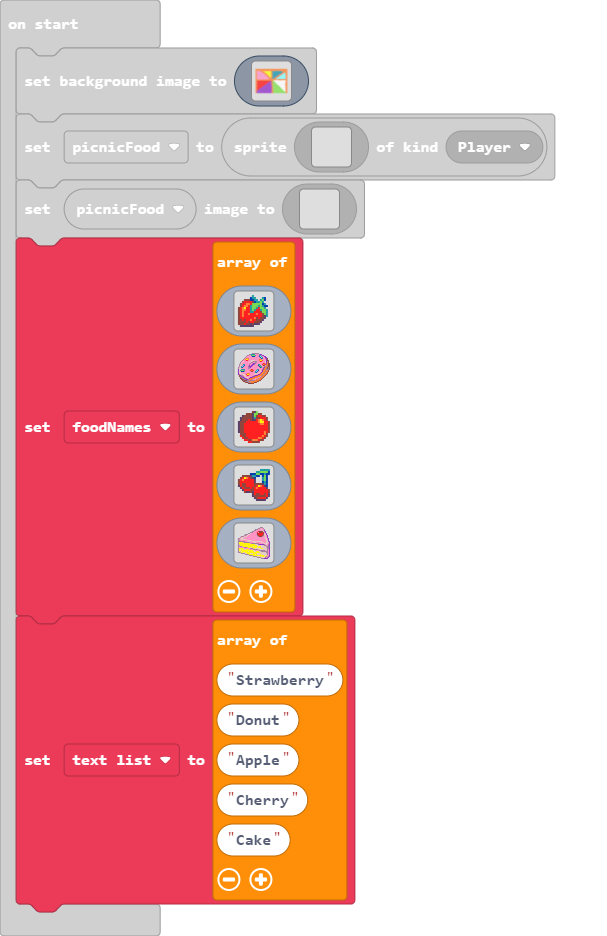 on start
set background image to
set picnicFood to sprite of kind Player
set picnicFood image to
array of
set foodNames to
array of
"Strawberry"
"Donut"
set text list to "Apple"
"Cherry"
"Cake"